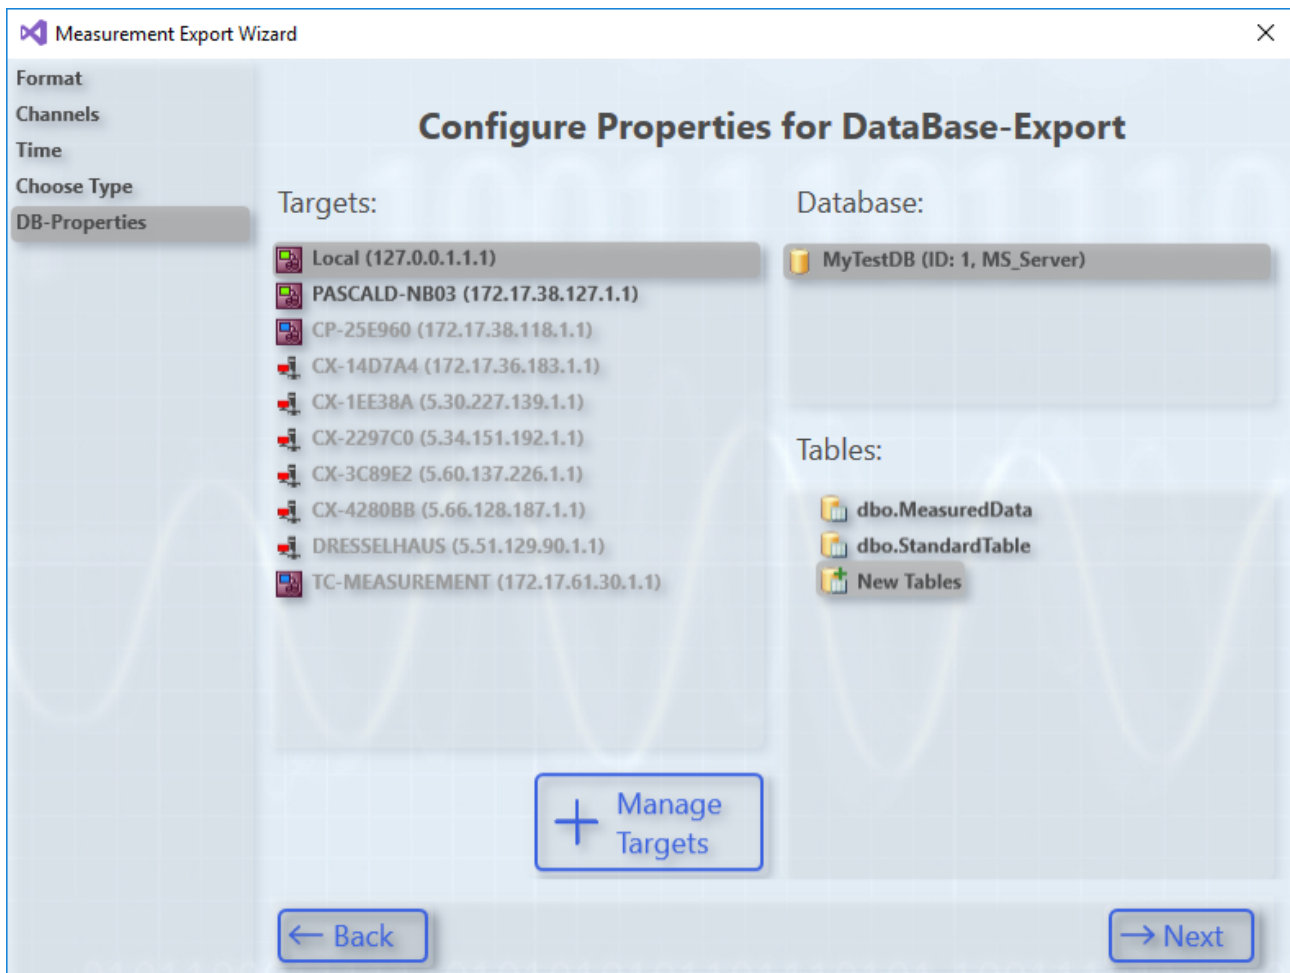 Measurement Export Wizard
Format
Channels
Time
Choose Type
DB-Properties
Configure Properties for DataBase-Export
Targets:
Local (127.0.0.1.1.1)
PASCALD-NB03 (172.17.38.127.1.1)
CP-25E960 (172.17.38.118.1.1)
CX-14D7A4 (172.17.36.183.1.1)
CX-1EE38A (5.30.227.139.1.1)
CX-2297C0 (5.34.151.192.1.1)
CX-3C89E2 (5.60.137.226.1.1)
CX-4280BB (5.66.128.187.1.1)
DRESSELHAUS (5.51.129.90.1.1)
TC-MEASUREMENT (172.17.61.30.1.1)
Manage
Targets
Database:
MyTestDB (ID: 1, MS_Server)
Tables:
dbo.MeasuredData
dbo.StandardTable
New Tables
Back
Next